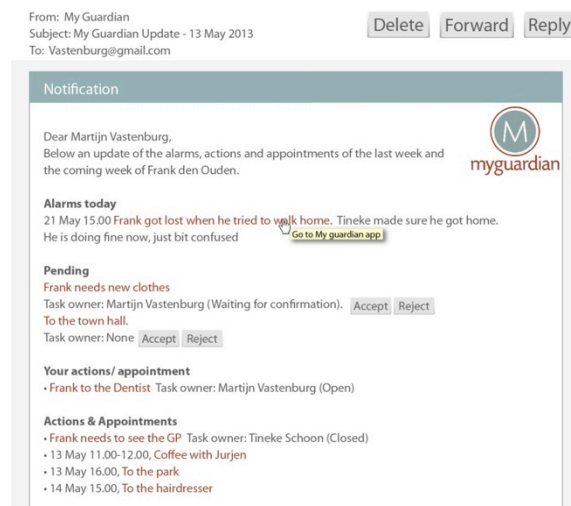 From: My Guardian
Subject: My Guardian Update - 13 May 2013
To: Vastenburg@gmail.com
Delete Forward Reply
Notification
M
myguardian
Dear Martijn Vastenburg,
Below an update of the alarms, actions and appointments of the last week and
the coming week of Frank den Ouden.
Alarms today
21 May 15.00 Frank got lost when he tried to walk home. Tineke made sure he got home.
Go to My guardian app
He is doing fine now, just bit confused
Pending
Frank needs new clothes
Task owner: Martijn Vastenburg (Waiting for confirmation). Accept Reject
To the town hall.
Task owner: None Accept Reject
Your actions/ appointment
• Frank to the Dentist Task owner: Martijn Vastenburg (Open)
Actions & Appointments
• Frank needs to see the GP Task owner: Tineke Schoon (Closed)
• 13 May 11.00-12.00, Coffee with Jurjen
• 13 May 16.00, To the park
• 14 May 15.00, To the hairdresser